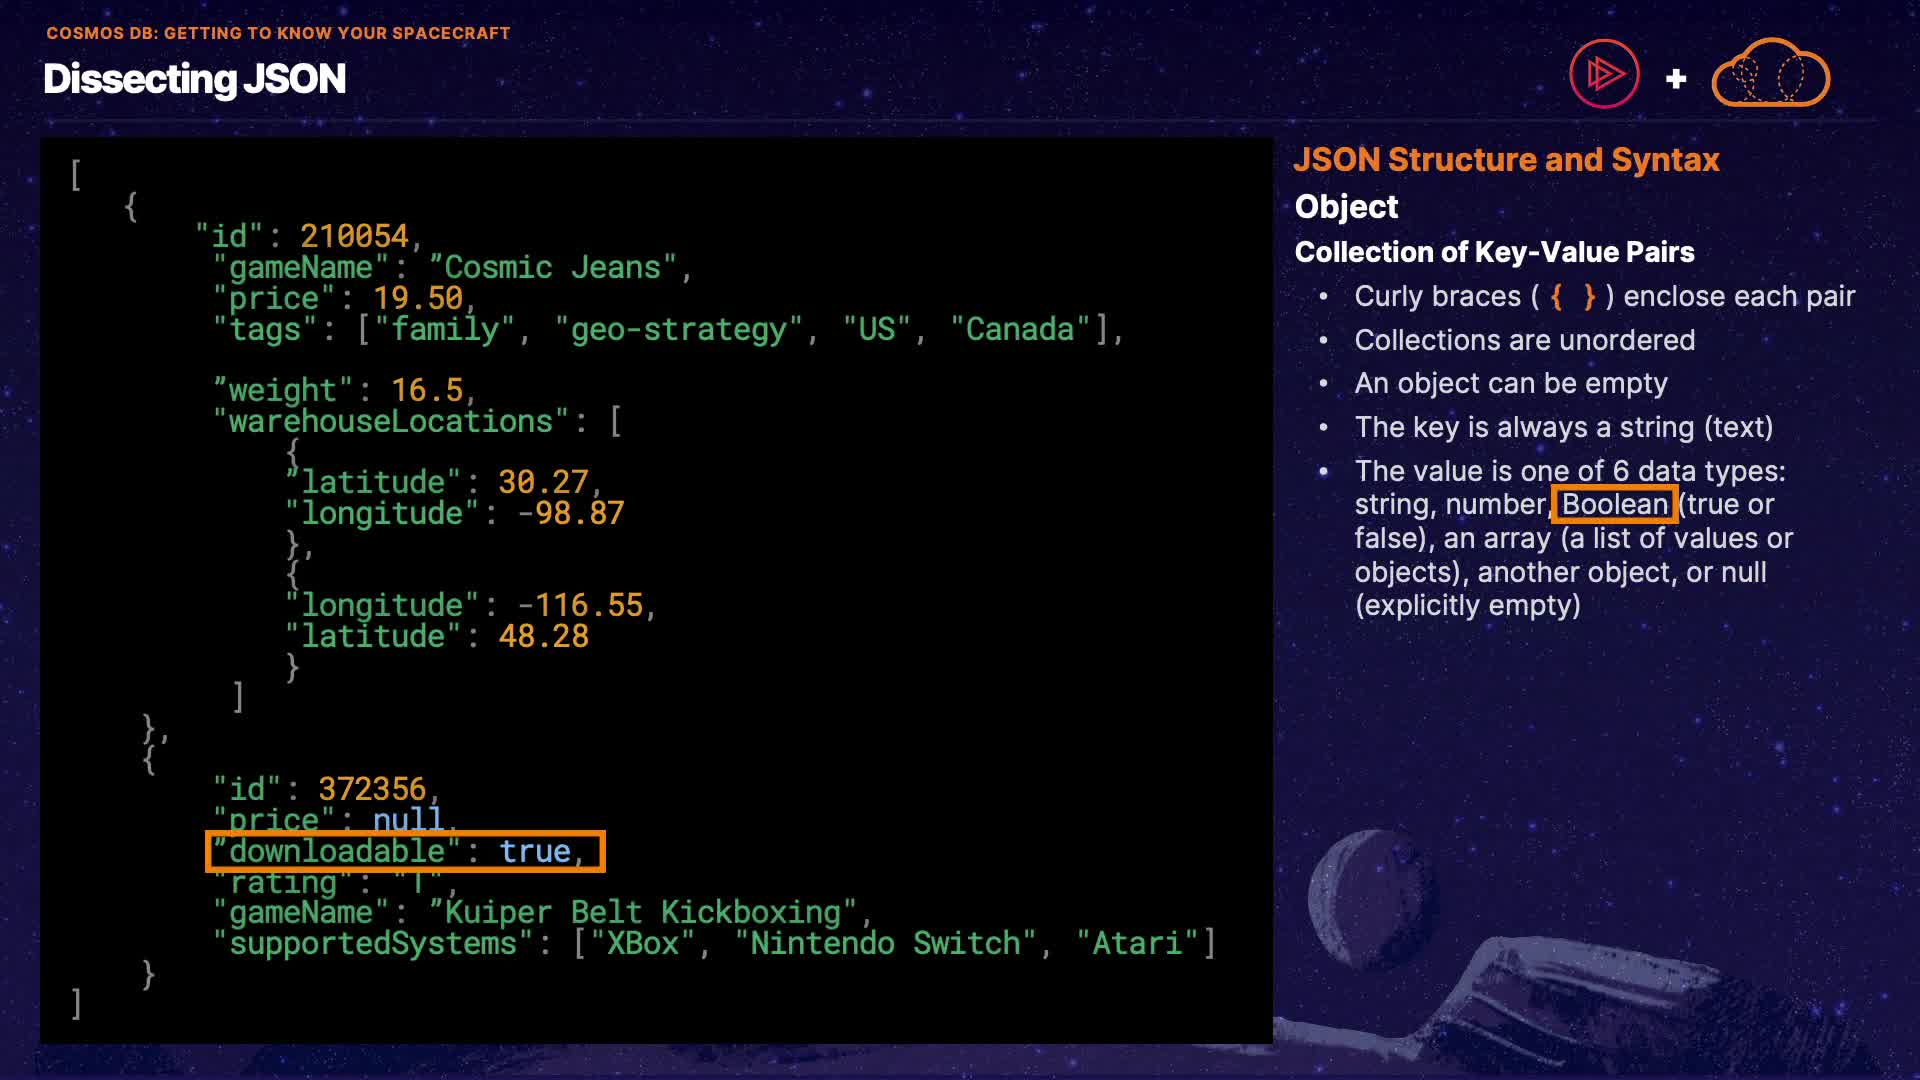 COSMOS DB: GETTING TO KNOW YOUR SPACECRAFT
Dissecting JSON
+
[
{
"id": 210054,
"gameName": ”Cosmic Jeans",
"price": 19.50,
"tags": ["family", "geo-strategy", "US", "Canada"],
”weight": 16.5,
"warehouseLocations": [
{
”latitude": 30.27,
"longitude": -98.87
},
{
"longitude": -116.55,
"latitude": 48.28
}
]
},
{
"id": 372356,
"price": null,
”downloadable": true,
"rating": "T",
"gameName": ”Kuiper Belt Kickboxing",
"supportedSystems": ["XBox", "Nintendo Switch", "Atari"]
}
]
JSON Structure and Syntax
Object
Collection of Key-Value Pairs
• Curly braces ( { } ) enclose each pair
• Collections are unordered
• An object can be empty
• The key is always a string (text)
• The value is one of 6 data types:
string, number, Boolean (true or
false), an array (a list of values or
objects), another object, or null
(explicitly empty)